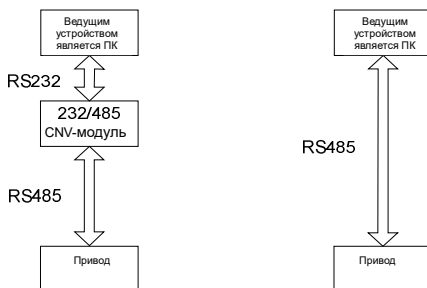 Ведущим
устройством
является ПК
RS232
232/485
CNV-модуль
RS485
Привод
Ведущим
устройством
является ПК
RS485
Привод